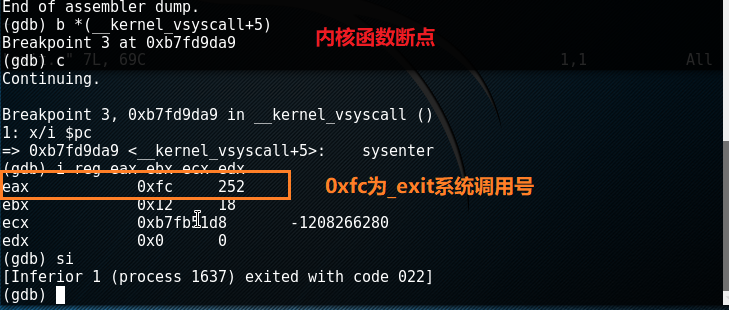 End of assembler dump.
(gdb) b *(__kernel_vsyscall+5)
Breakpoint 3 at 0xb7fd9da9
内核函数断点
(gdb) c
" 7L, 69C
1,1
All
Continuing.
Breakpoint 3, 0xb7fd9da9 in __kernel_vsyscall ()
1: x/i $pc
=> 0xb7fd9da9 <__kernel_vsyscall+5>: sysenter
(gdb) i reg eax ebx ecx edx
eax 0xfc 252
0xfc为_exit系统调用号
ebx 0x12 18
ecx 0xb7fb51d8 -1208266280
edx 0x0 0
(gdb) si
[Inferior 1 (process 1637) exited with code 022]
(gdb)